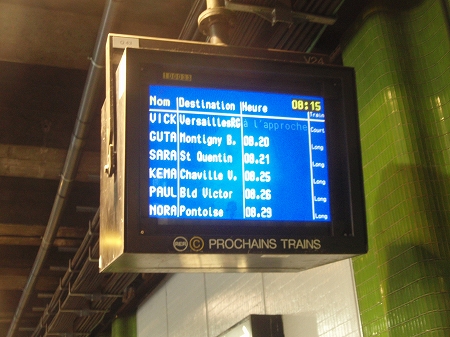 V24
Nom Destination Heure 08:15 Train
VICK VersaillesRG à l'approche Court
GUTA Montigny B. 08.20 Long
SARA St Quentin 08.21 Long
KEMA Chaville V. 08.25 Long
PAUL Bld Victor 08.26 Long
NORA Pontoise 08.29 Long
RER C PROCHAINS TRAINS